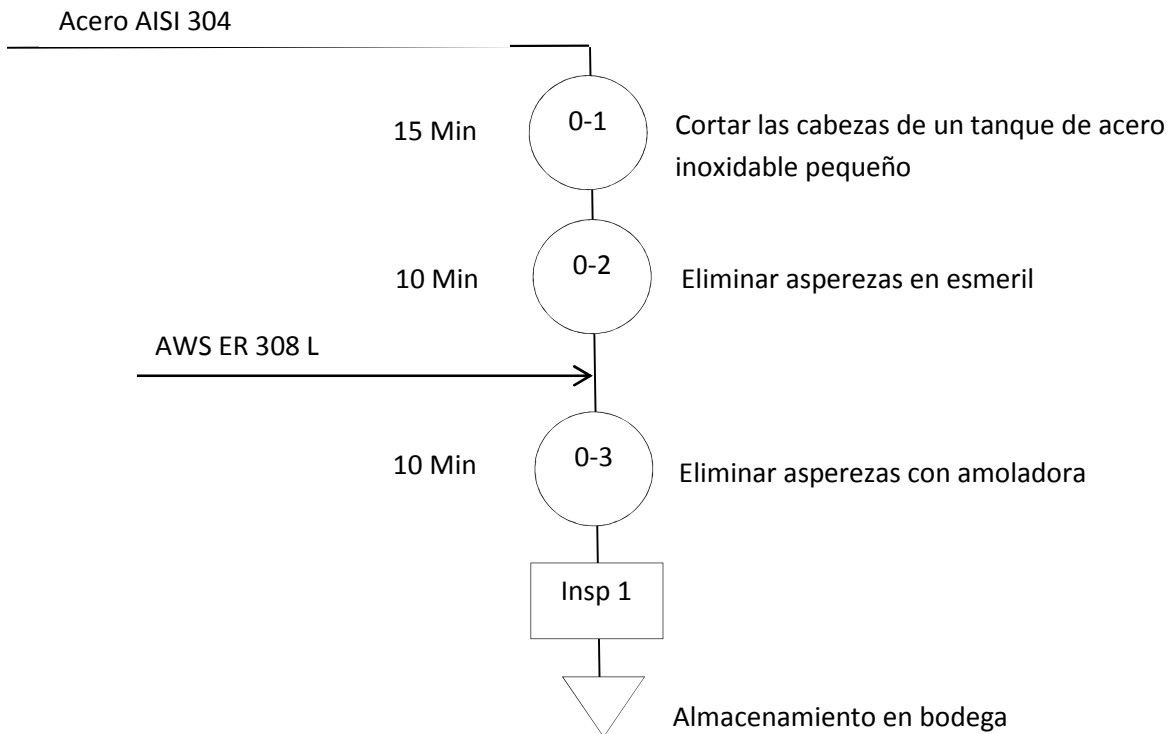 Acero AISI 304
15 Min
0-1
Cortar las cabezas de un tanque de acero
inoxidable pequeño
10 Min
0-2
Eliminar asperezas en esmeril
AWS ER 308 L
10 Min
0-3
Eliminar asperezas con amoladora
Insp 1
Almacenamiento en bodega